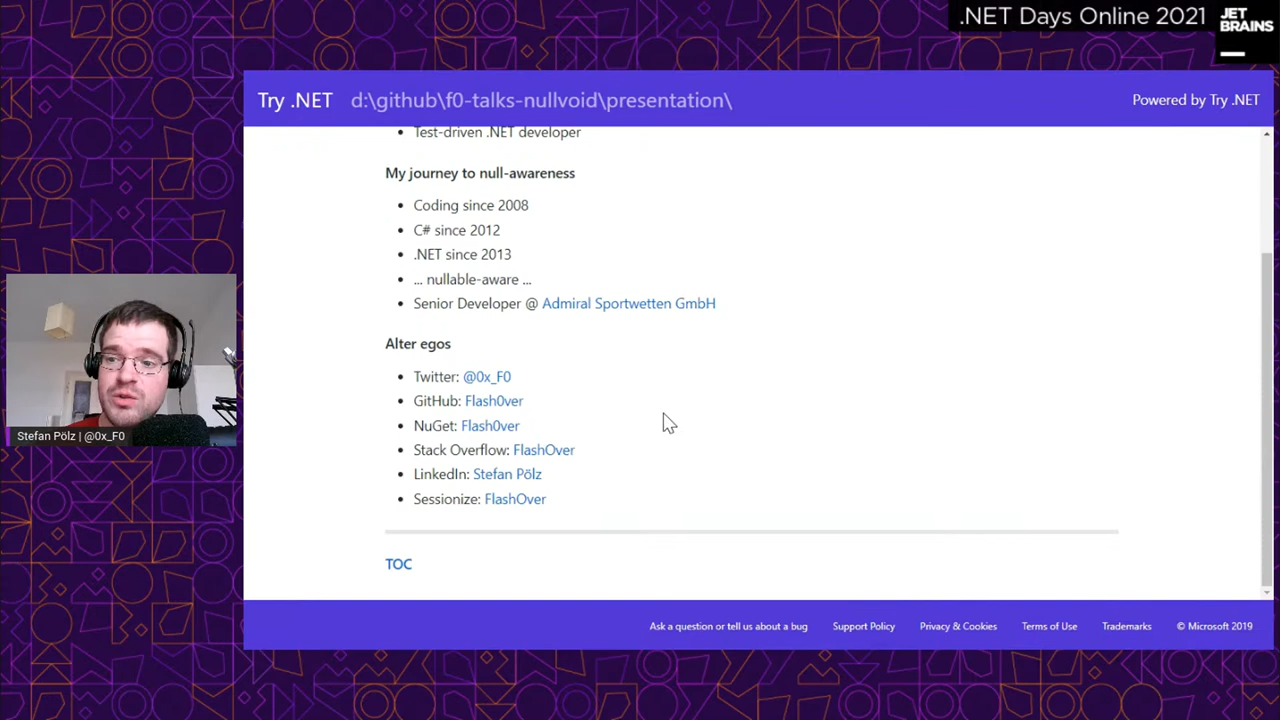 .NET Days Online 2021
JET
BRAINS
Try .NET d:\github\f0-talks-nullvoid\presentation\
Powered by Try .NET
Test-driven .NET developer
My journey to null-awareness
Coding since 2008
C# since 2012
.NET since 2013
... nullable-aware ...
Senior Developer @ Admiral Sportwetten GmbH
Alter egos
Twitter: @0x_F0
GitHub: Flash0ver
NuGet: Flash0ver
Stack Overflow: FlashOver
LinkedIn: Stefan Pölz
Sessionize: FlashOver
TOC
Stefan Pölz | @0x_F0
Ask a question or tell us about a bug Support Policy Privacy & Cookies Terms of Use Trademarks © Microsoft 2019